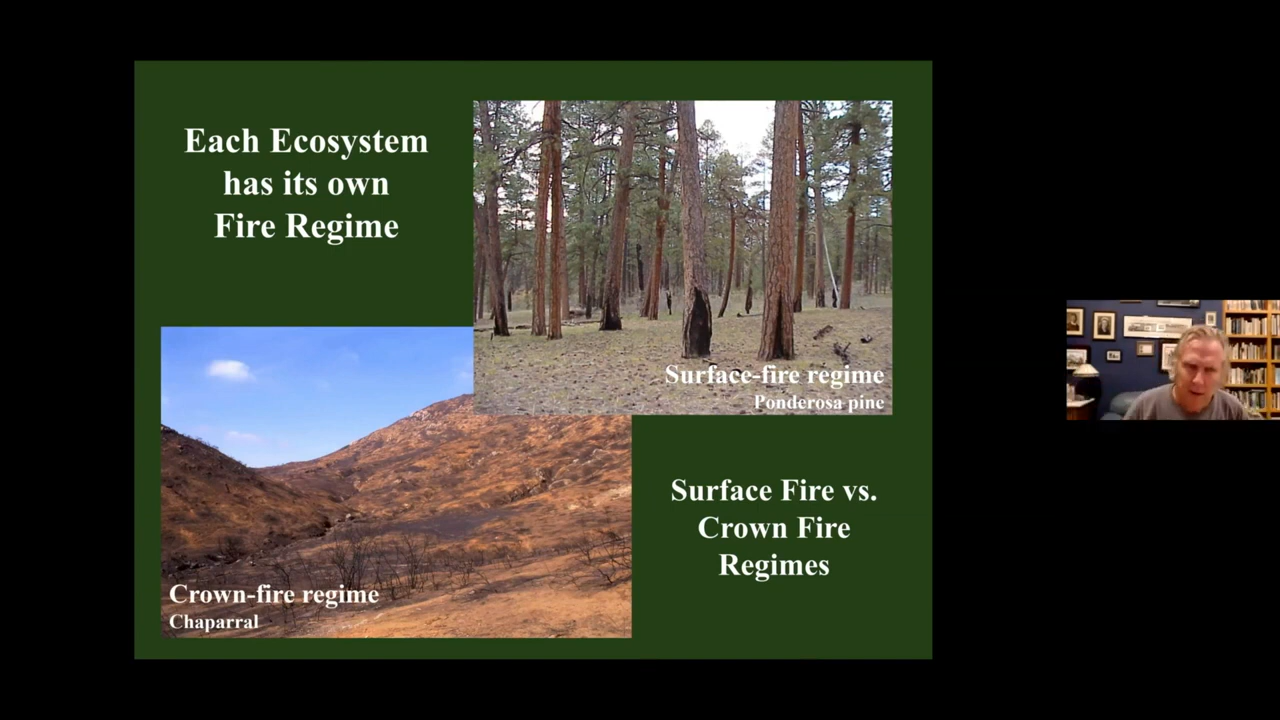 Each Ecosystem
has its own
Fire Regime
Surface-fire regime
Ponderosa pine
Crown-fire regime
Chaparral
Surface Fire vs.
Crown Fire
Regimes